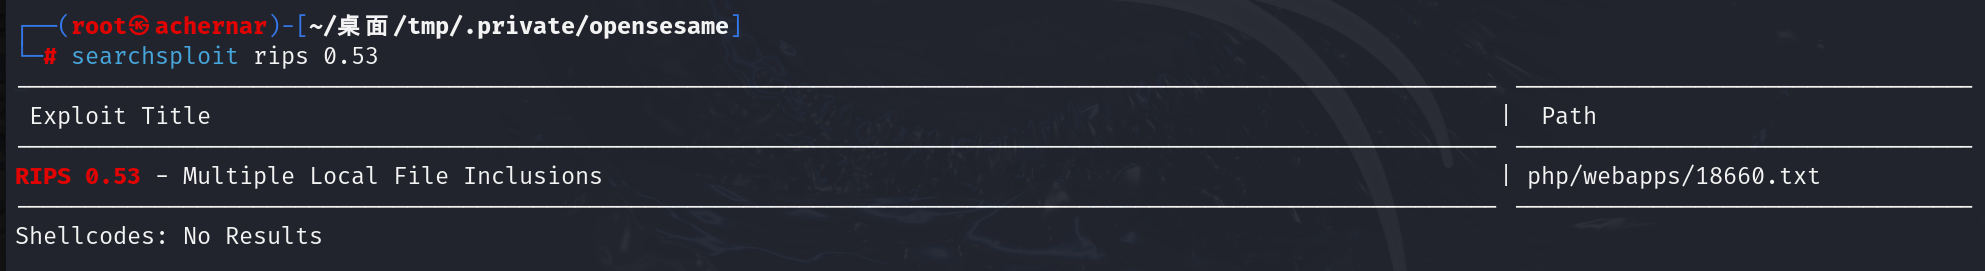 ┌──(root㉿achernar)-[~/桌面/tmp/.private/opensesame]
└─# searchsploit rips 0.53
Exploit Title | Path
RIPS 0.53 - Multiple Local File Inclusions | php/webapps/18660.txt
Shellcodes: No Results